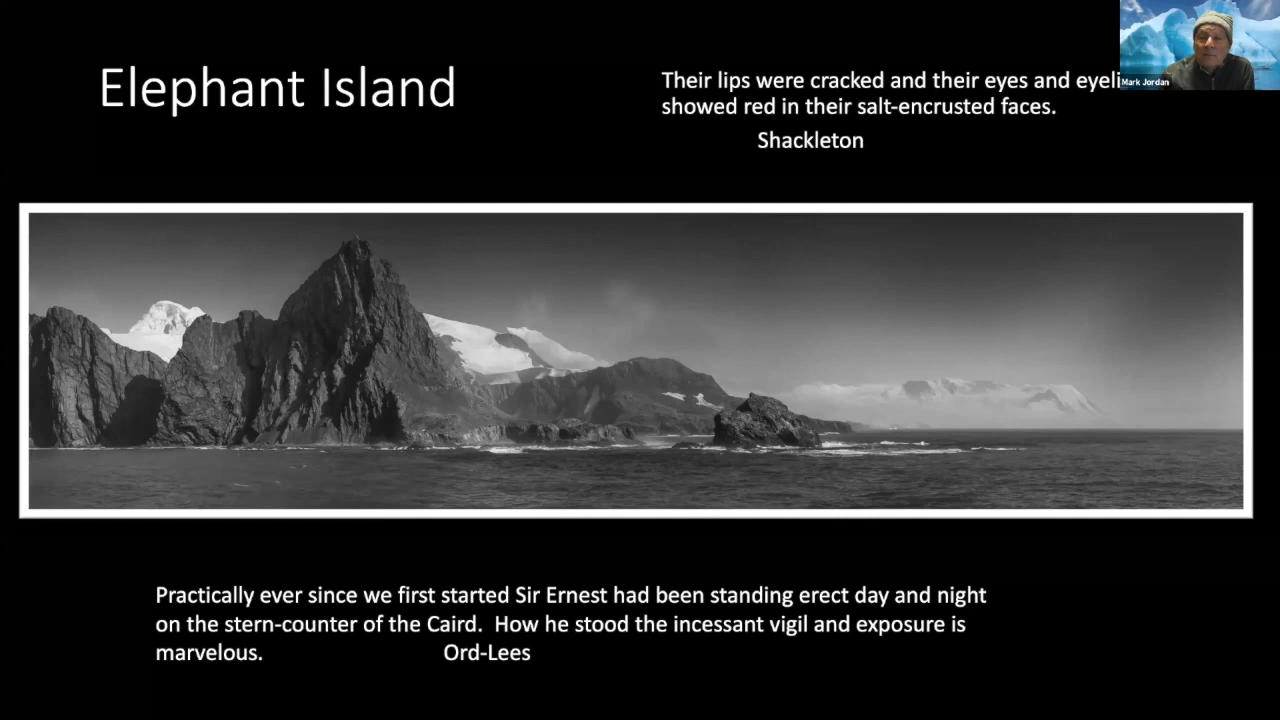 Elephant Island
Their lips were cracked and their eyes and
showed red in their salt-encrusted faces.
Shackleton
Mark Jordan
Practically ever since we first started Sir Ernest had been standing erect day and night
on the stern-counter of the Caird.  How he stood the incessant vigil and exposure is
marvelous. Ord-Lees